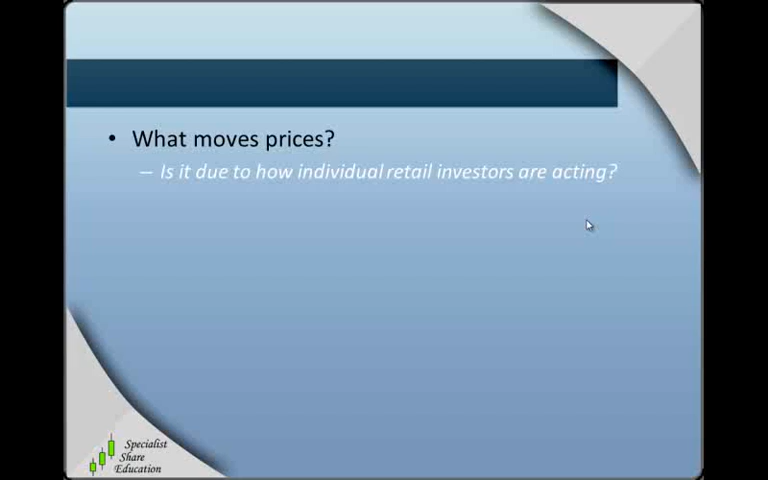 • What moves prices?
– Is it due to how individual retail investors are acting?
Specialist
Share
Education